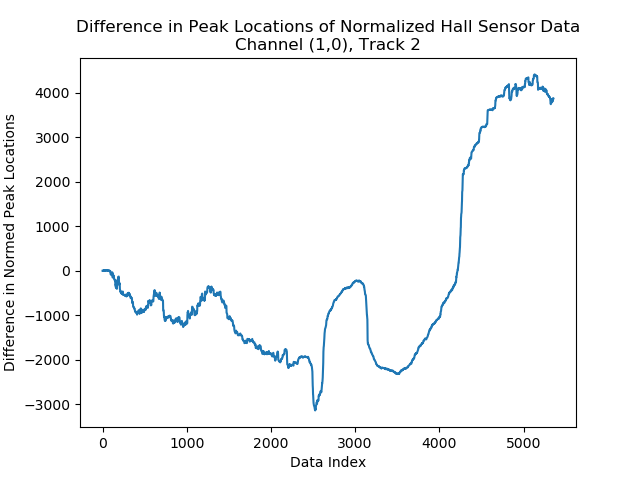 Difference in Peak Locations of Normalized Hall Sensor Data
Channel (1,0), Track 2
Difference in Normed Peak Locations
4000
3000
2000
1000
0
−1000
−2000
−3000
0 1000 2000 3000 4000 5000
Data Index